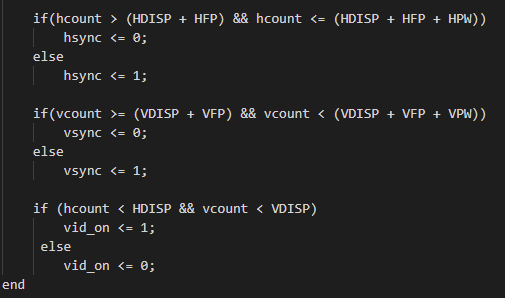 if(hcount > (HDISP + HFP) && hcount <= (HDISP + HFP + HPW))
hsync <= 0;
else
hsync <= 1;
if(vcount >= (VDISP + VFP) && vcount < (VDISP + VFP + VPW))
vsync <= 0;
else
vsync <= 1;
if (hcount < HDISP && vcount < VDISP)
vid_on <= 1;
else
vid_on <= 0;
end